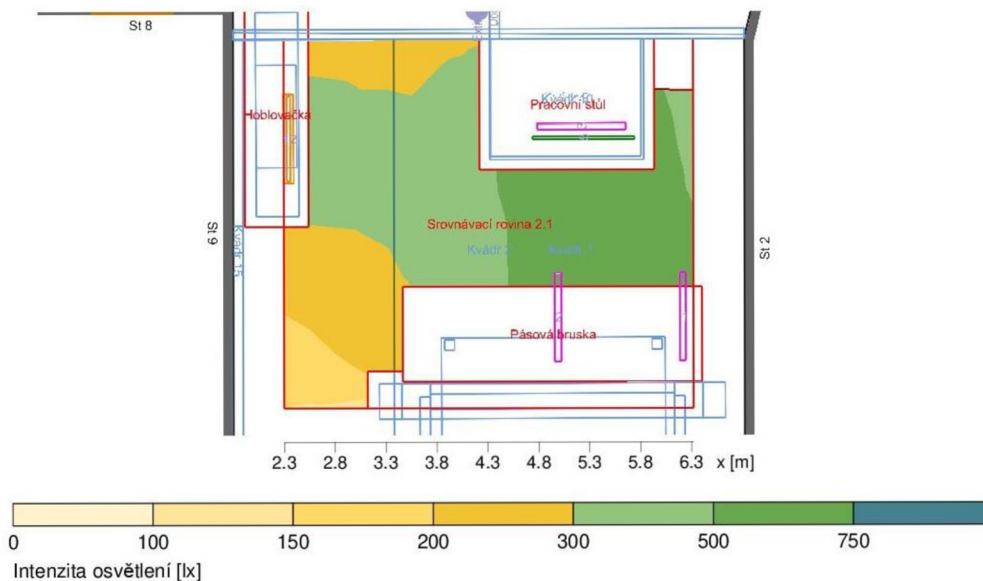 St 8
Kvádr 10
Pracovní stůl
Hoblovačka
Srovnávací rovina 2.1
St 9
St 2
Kvádr 15
Pásová bruska
2.3 2.8 3.3 3.8 4.3 4.8 5.3 5.8 6.3 x [m]
0 100 150 200 300 500 750
Intenzita osvětlení [lx]